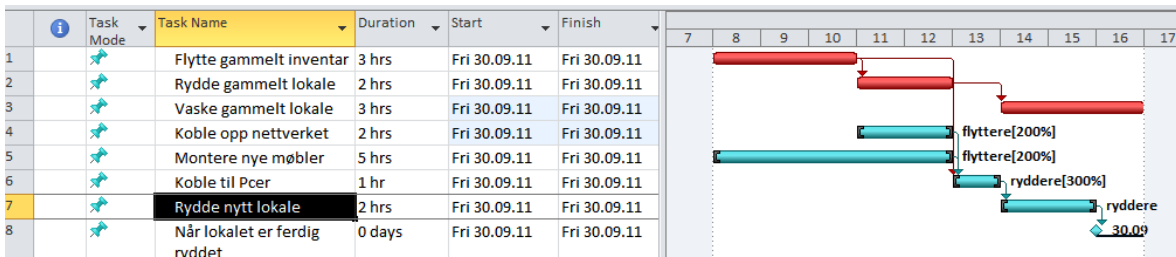 Task Mode Task Name Duration Start Finish
7 8 9 10 11 12 13 14 15 16 17
1 Flytte gammelt inventar 3 hrs Fri 30.09.11 Fri 30.09.11
2 Rydde gammelt lokale 2 hrs Fri 30.09.11 Fri 30.09.11
3 Vaske gammelt lokale 3 hrs Fri 30.09.11 Fri 30.09.11
4 Koble opp nettverket 2 hrs Fri 30.09.11 Fri 30.09.11 flyttere[200%]
5 Montere nye møbler 5 hrs Fri 30.09.11 Fri 30.09.11 flyttere[200%]
6 Koble til Pcer 1 hr Fri 30.09.11 Fri 30.09.11 ryddere[300%]
7 Rydde nytt lokale 2 hrs Fri 30.09.11 Fri 30.09.11 ryddere
8 Når lokalet er ferdig 0 days Fri 30.09.11 Fri 30.09.11 30.09
ryddet